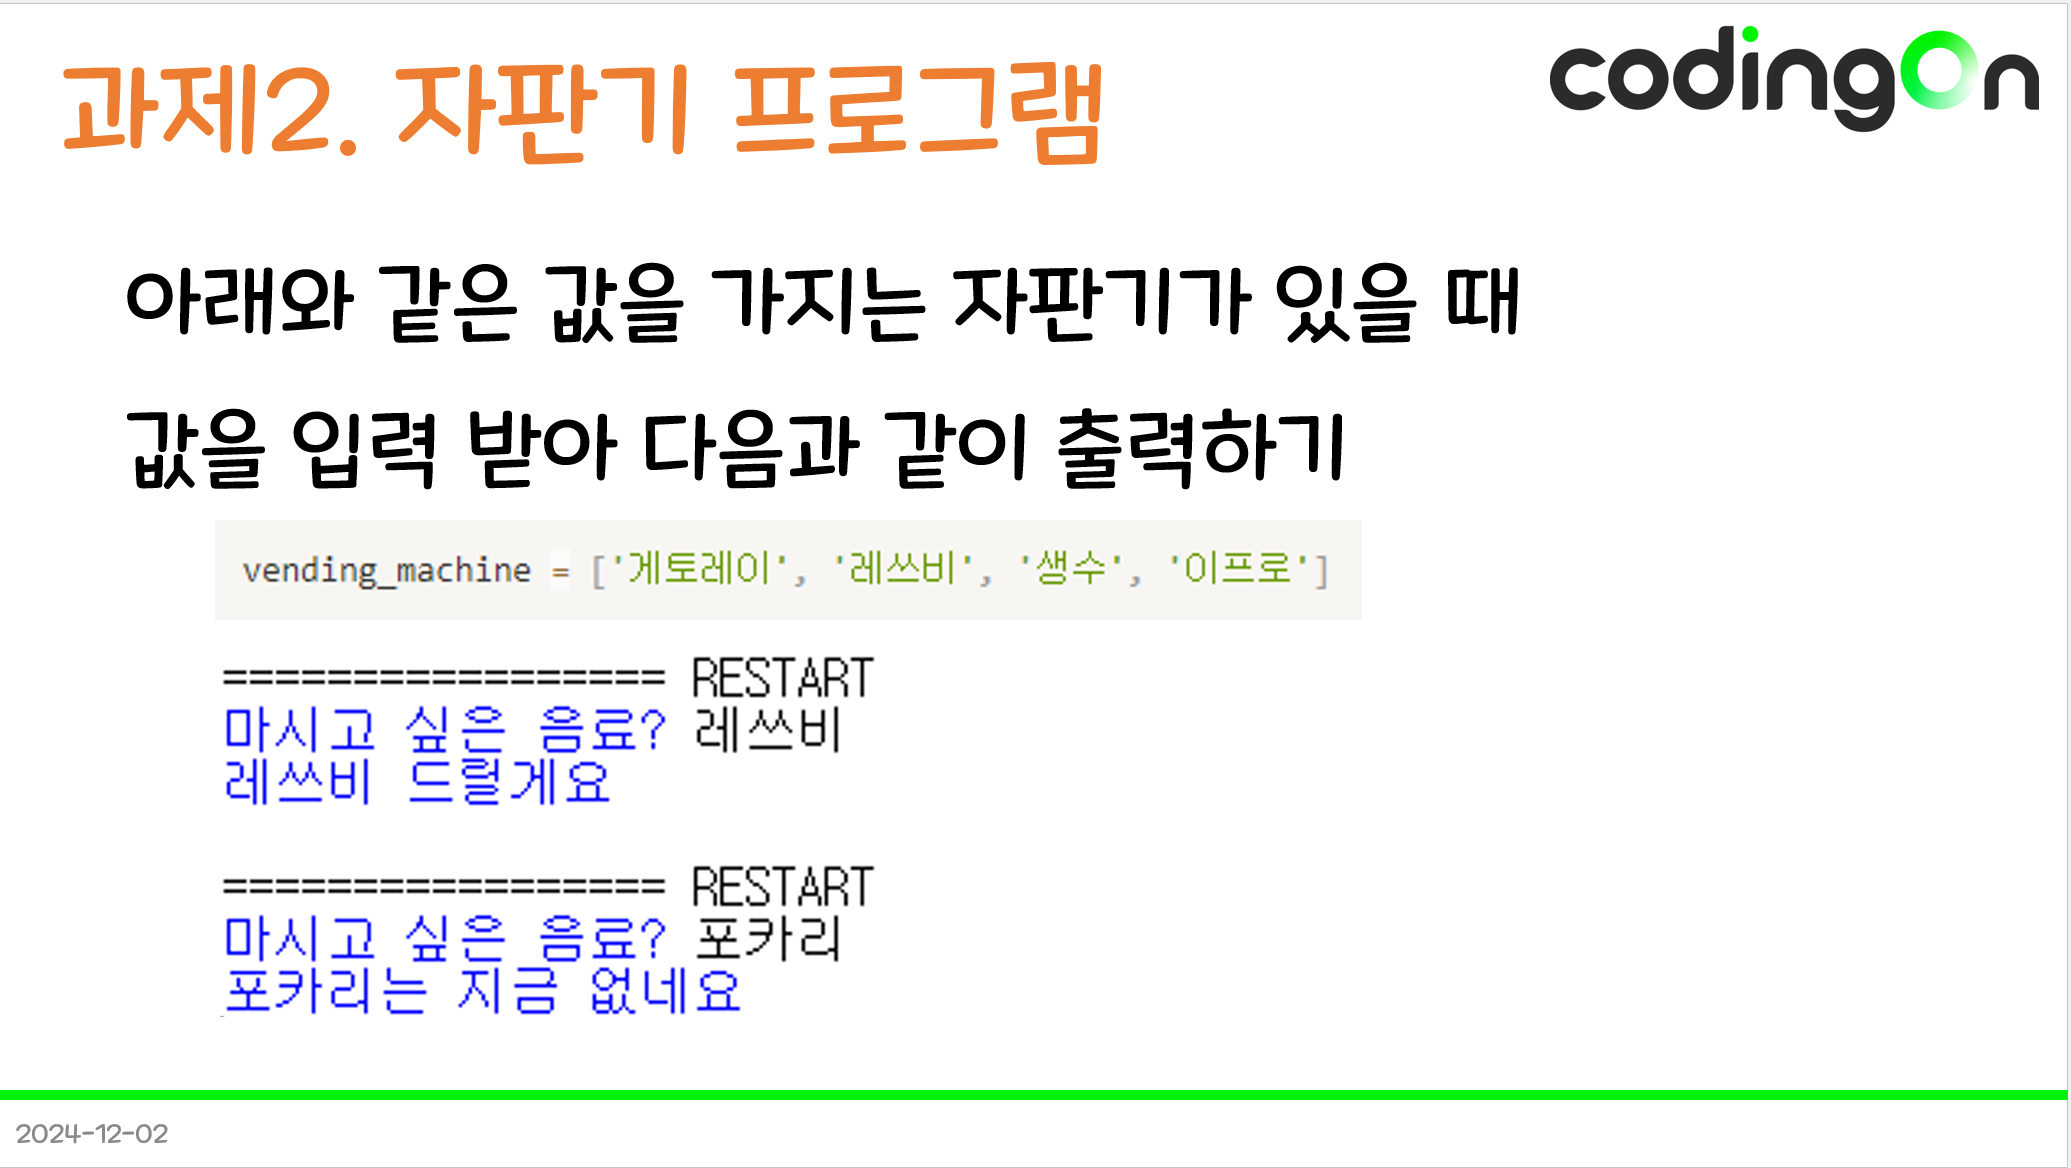 과제2. 자판기 프로그램
codingOn
아래와 같은 값을 가지는 자판기가 있을 때
값을 입력 받아 다음과 같이 출력하기
vending_machine = ['게토레이', '레쓰비', '생수', '이프로']
================= RESTART
마시고 싶은 음료? 레쓰비
레쓰비 드렬게요
================= RESTART
마시고 싶은 음료? 포카리
포카리는 지금 없네요
2024-12-02